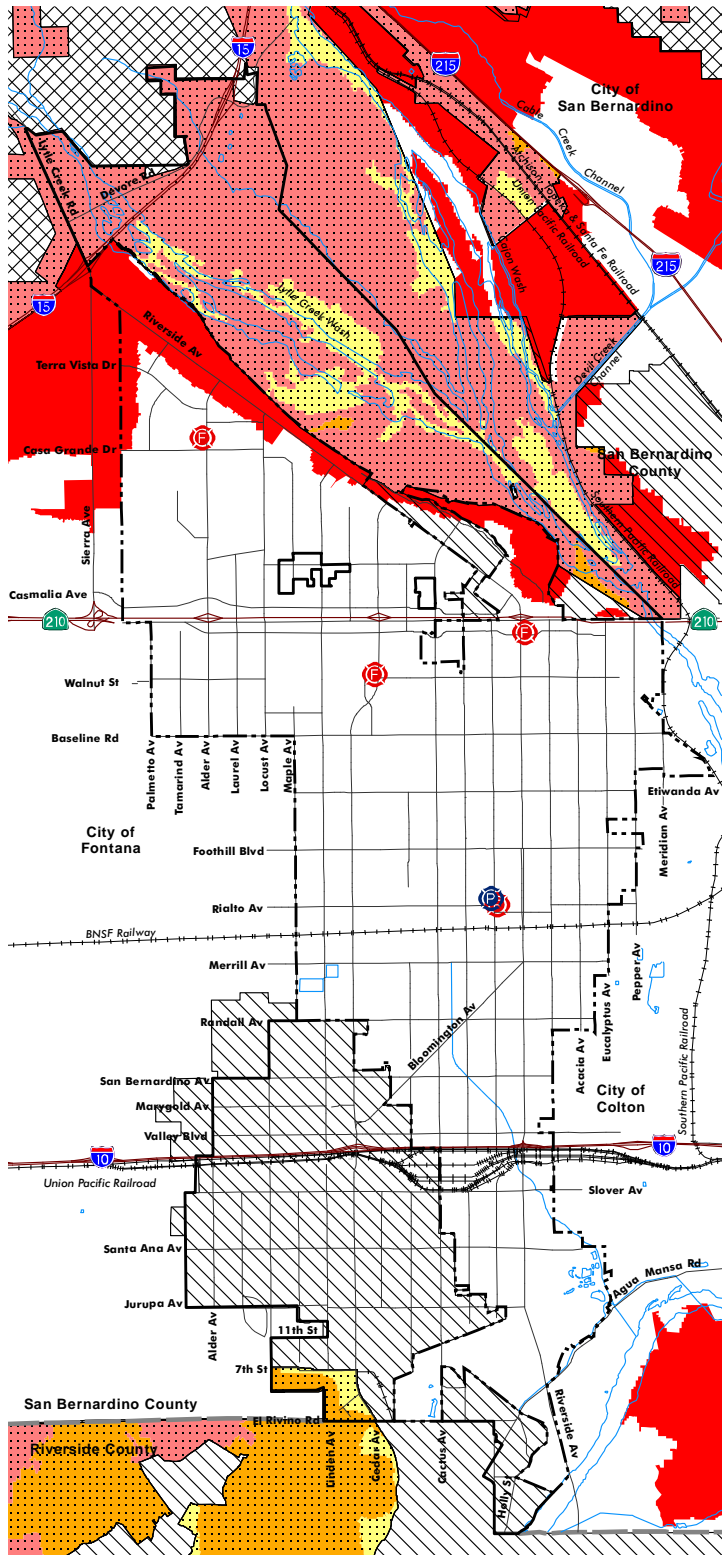 15
215
City of
San Bernardino
Cable
Creek
Channel
Atchison, Topeka & Santa Fe Railroad
Union Pacific Railroad
Lytle Creek Rd
Devore Rd
Cajon Wash
215
15
Lytle Creek Wash
Riverside Av
Terra Vista Dr
Devil Creek
Channel
F
Casa Grande Dr
San Bernardino
County
Southern Pacific Railroad
Sierra Ave
Casmalia Ave
210
210
F
F
Walnut St
Baseline Rd
Palmetto Av
Tamarind Av
Alder Av
Laurel Av
Locust Av
Maple Av
Etiwanda Av
Meridian Av
City of
Fontana
Foothill Blvd
P
Rialto Av
BNSF Railway
Merrill Av
Pepper Av
Eucalyptus Av
Acacia Av
Randall Av
Bloomington Av
Southern Pacific Railroad
San Bernardino Av
City of
Colton
Marygold Av
Valley Blvd
10
10
Union Pacific Railroad
Slover Av
Santa Ana Av
Agua Mansa Rd
Jurupa Av
Alder Av
11th St
7th St
San Bernardino County
El Rivino Rd
Riverside County
Linden Av
Cedar Av
Cactus Av
Riverside Av
Holly St